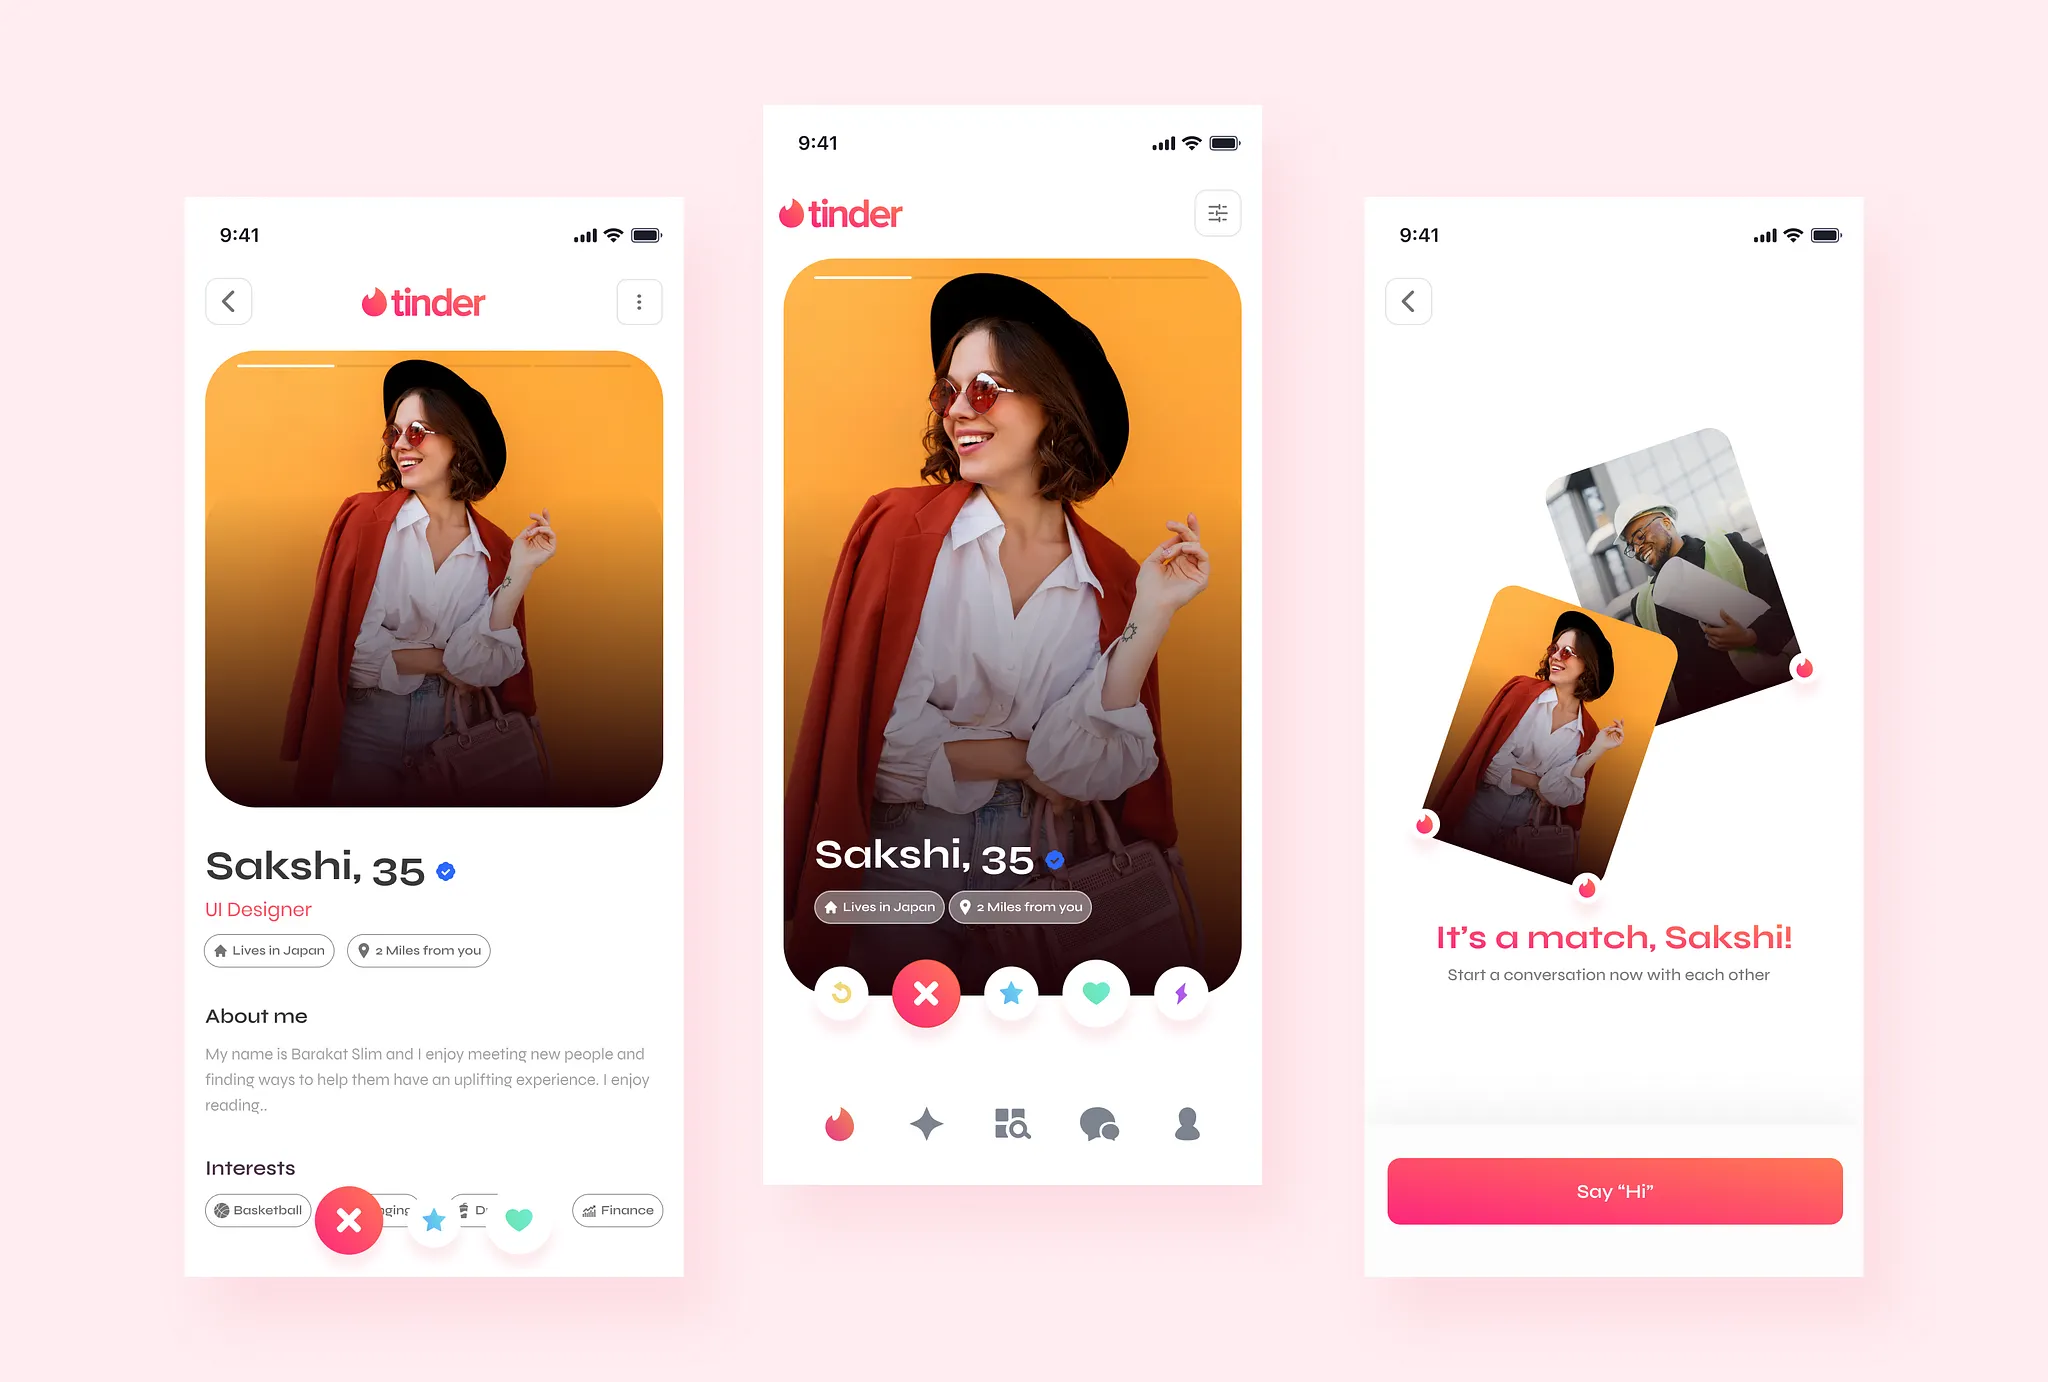 9:41
tinder
Sakshi, 35
UI Designer
Lives in Japan
2 Miles from you
About me
My name is Barakat Slim and I enjoy meeting new people and
finding ways to help them have an uplifting experience. I enjoy
reading..
Interests
Basketball
Finance
9:41
tinder
Sakshi, 35
Lives in Japan
2 Miles from you
9:41
It's a match, Sakshi!
Start a conversation now with each other
Say “Hi”